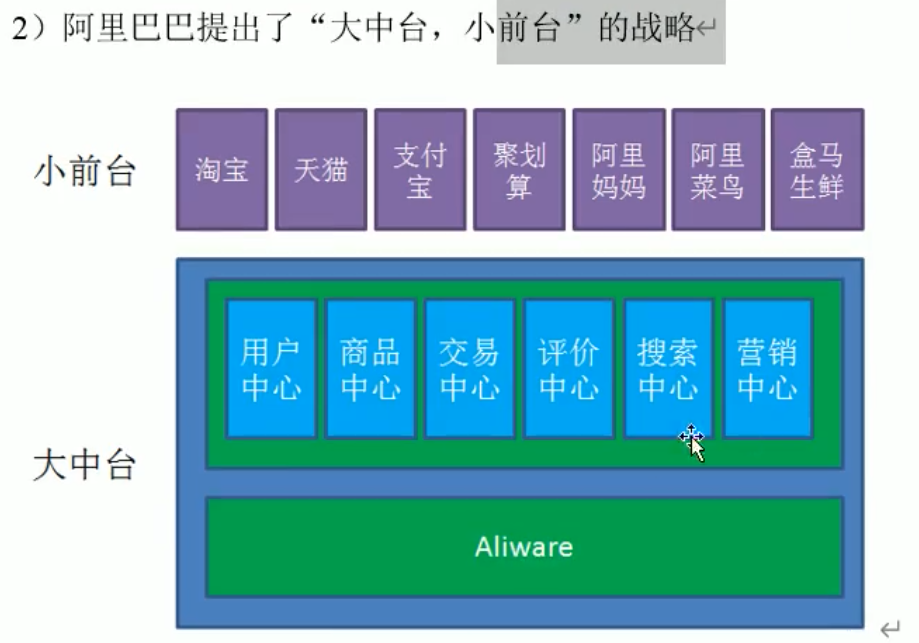 2）阿里巴巴提出了“大中台，小前台”的战略
小前台
淘宝
天猫
支付
宝
聚划
算
阿里
妈妈
阿里
菜鸟
盒马
生鲜
大中台
用户
中心
商品
中心
交易
中心
评价
中心
搜索
中心
营销
中心
Aliware